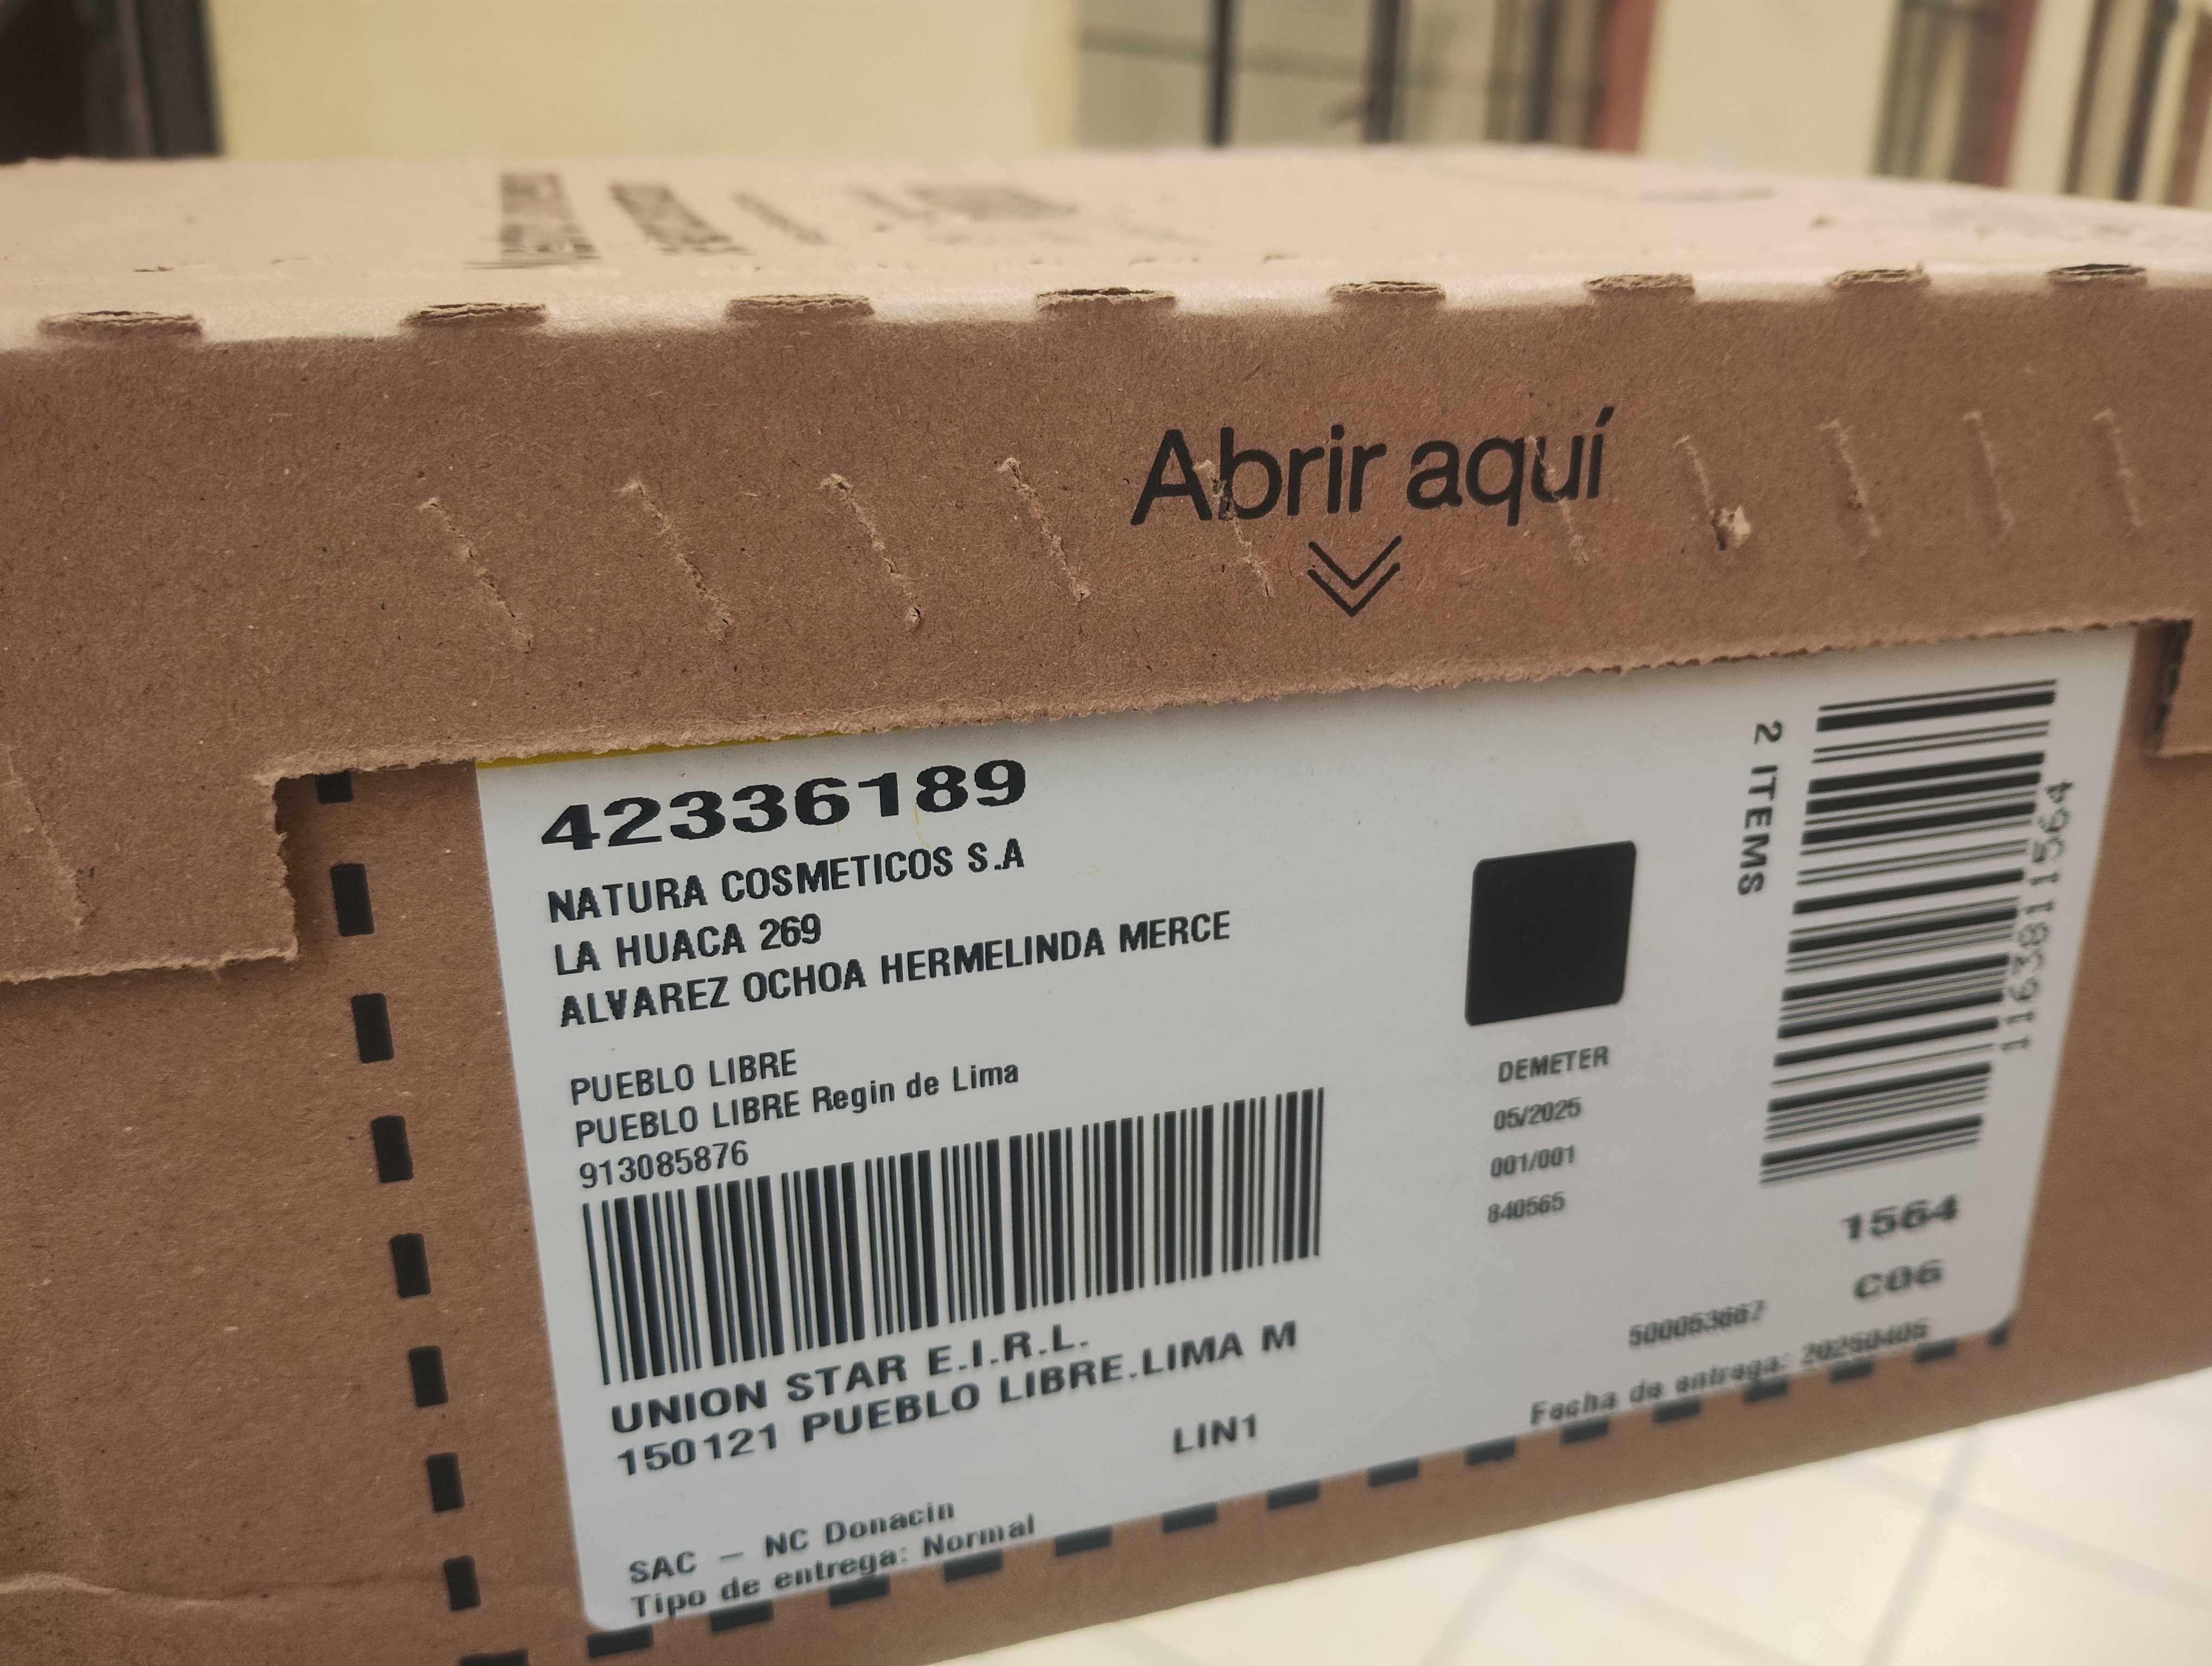 Abrir aquí
42336189
NATURA COSMETICOS S.A
LA HUACA 269
ALVAREZ OCHOA HERMELINDA MERCE
PUEBLO LIBRE
PUEBLO LIBRE Regin de Lima
913085876
UNION STAR E.I.R.L.
150121 PUEBLO LIBRE.LIMA M
LIN1
SAC – NC Donacin
Tipo de entrega: Normal
DEMETER
05/2025
001/001
840565
2 ITEMS
1163811564
1564
C06
500053667
Fecha de entrega: 20250405